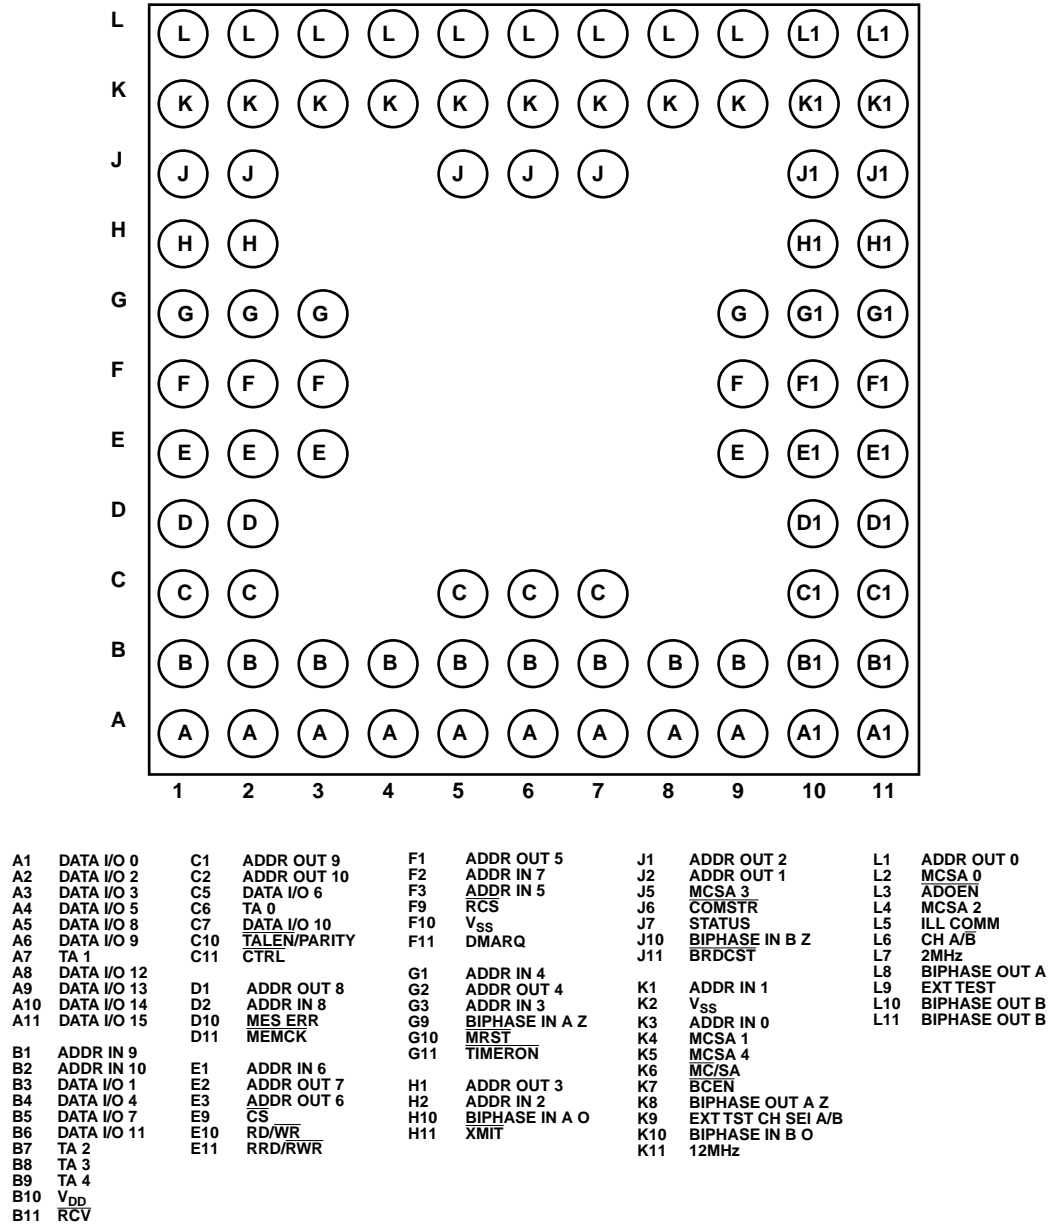 L L L L L L L L L L L1 L1
K K K K K K K K K K K1 K1
J J J J J J J1 J1
H H H H1 H1
G G G G G G1 G1
F F F F F F1 F1
E E E E E E1 E1
D D D D1 D1
C C C C C C C1 C1
B B B B B B B B B B B1 B1
A A A A A A A A A A A1 A1
1 2 3 4 5 6 7 8 9 10 11
A1 DATA I/O 0
A2 DATA I/O 2
A3 DATA I/O 3
A4 DATA I/O 5
A5 DATA I/O 8
A6 DATA I/O 9
A7 TA 1
A8 DATA I/O 12
A9 DATA I/O 13
A10 DATA I/O 14
A11 DATA I/O 15
B1 ADDR IN 9
B2 ADDR IN 10
B3 DATA I/O 1
B4 DATA I/O 4
B5 DATA I/O 7
B6 DATA I/O 11
B7 TA 2
B8 TA 3
B9 TA 4
B10 VDD
B11 RCV
C1 ADDR OUT 9
C2 ADDR OUT 10
C5 DATA I/O 6
C6 TA 0
C7 DATA I/O 10
C10 TALEN/PARITY
C11 CTRL
D1 ADDR OUT 8
D2 ADDR IN 8
D10 MES ERR
D11 MEMCK
E1 ADDR IN 6
E2 ADDR OUT 7
E3 ADDR OUT 6
E9 CS
E10 RD/WR
E11 RRD/RWR
F1 ADDR OUT 5
F2 ADDR IN 7
F3 ADDR IN 5
F9 RCS
F10 VSS
F11 DMARQ
G1 ADDR IN 4
G2 ADDR OUT 4
G3 ADDR IN 3
G9 BIPHASE IN A Z
G10 MRST
G11 TIMERON
H1 ADDR OUT 3
H2 ADDR IN 2
H10 BIPHASE IN A O
H11 XMIT
J1 ADDR OUT 2
J2 ADDR OUT 1
J5 MCSA 3
J6 COMSTR
J7 STATUS
J10 BIPHASE IN B Z
J11 BRDCST
K1 ADDR IN 1
K2 VSS
K3 ADDR IN 0
K4 MCSA 1
K5 MCSA 4
K6 MC/SA
K7 BCEN
K8 BIPHASE OUT A Z
K9 EXT TST CH SEI A/B
K10 BIPHASE IN B O
K11 12MHz
L1 ADDR OUT 0
L2 MCSA 0
L3 ADOEN
L4 MCSA 2
L5 ILL COMM
L6 CH A/B
L7 2MHz
L8 BIPHASE OUT A
L9 EXT TEST
L10 BIPHASE OUT B
L11 BIPHASE OUT B